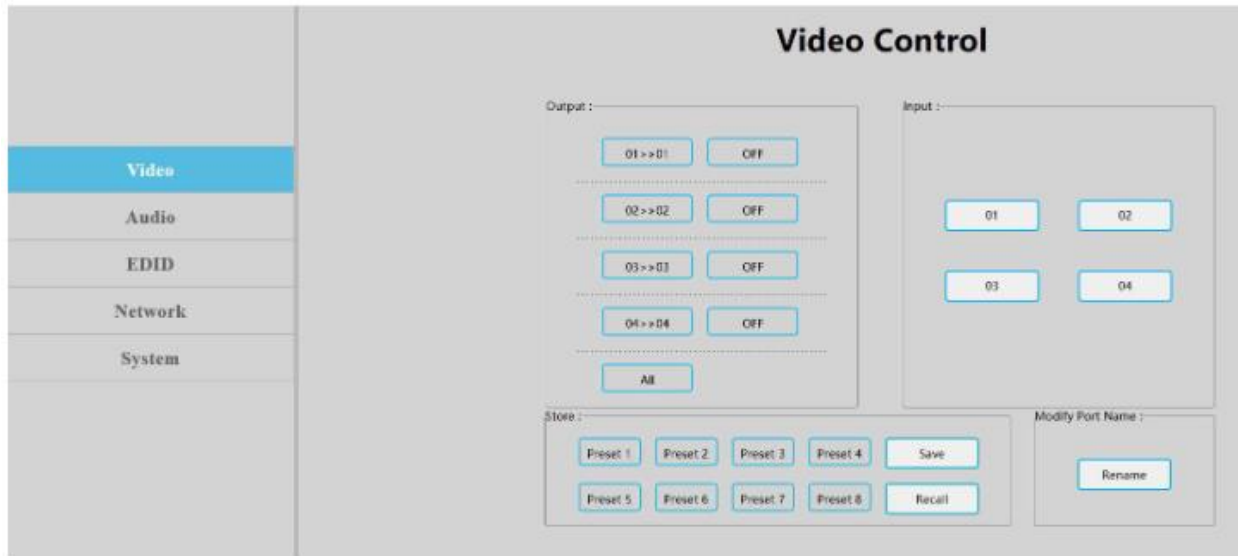 Video Control
Video
Audio
EDID
Network
System
Output :
01>>01 OFF
02>>02 OFF
03>>03 OFF
04>>04 OFF
All
Input :
01 02
03 04
Store :
Preset 1 Preset 2 Preset 3 Preset 4 Save
Preset 5 Preset 6 Preset 7 Preset 8 Recall
Modify Port Name :
Rename